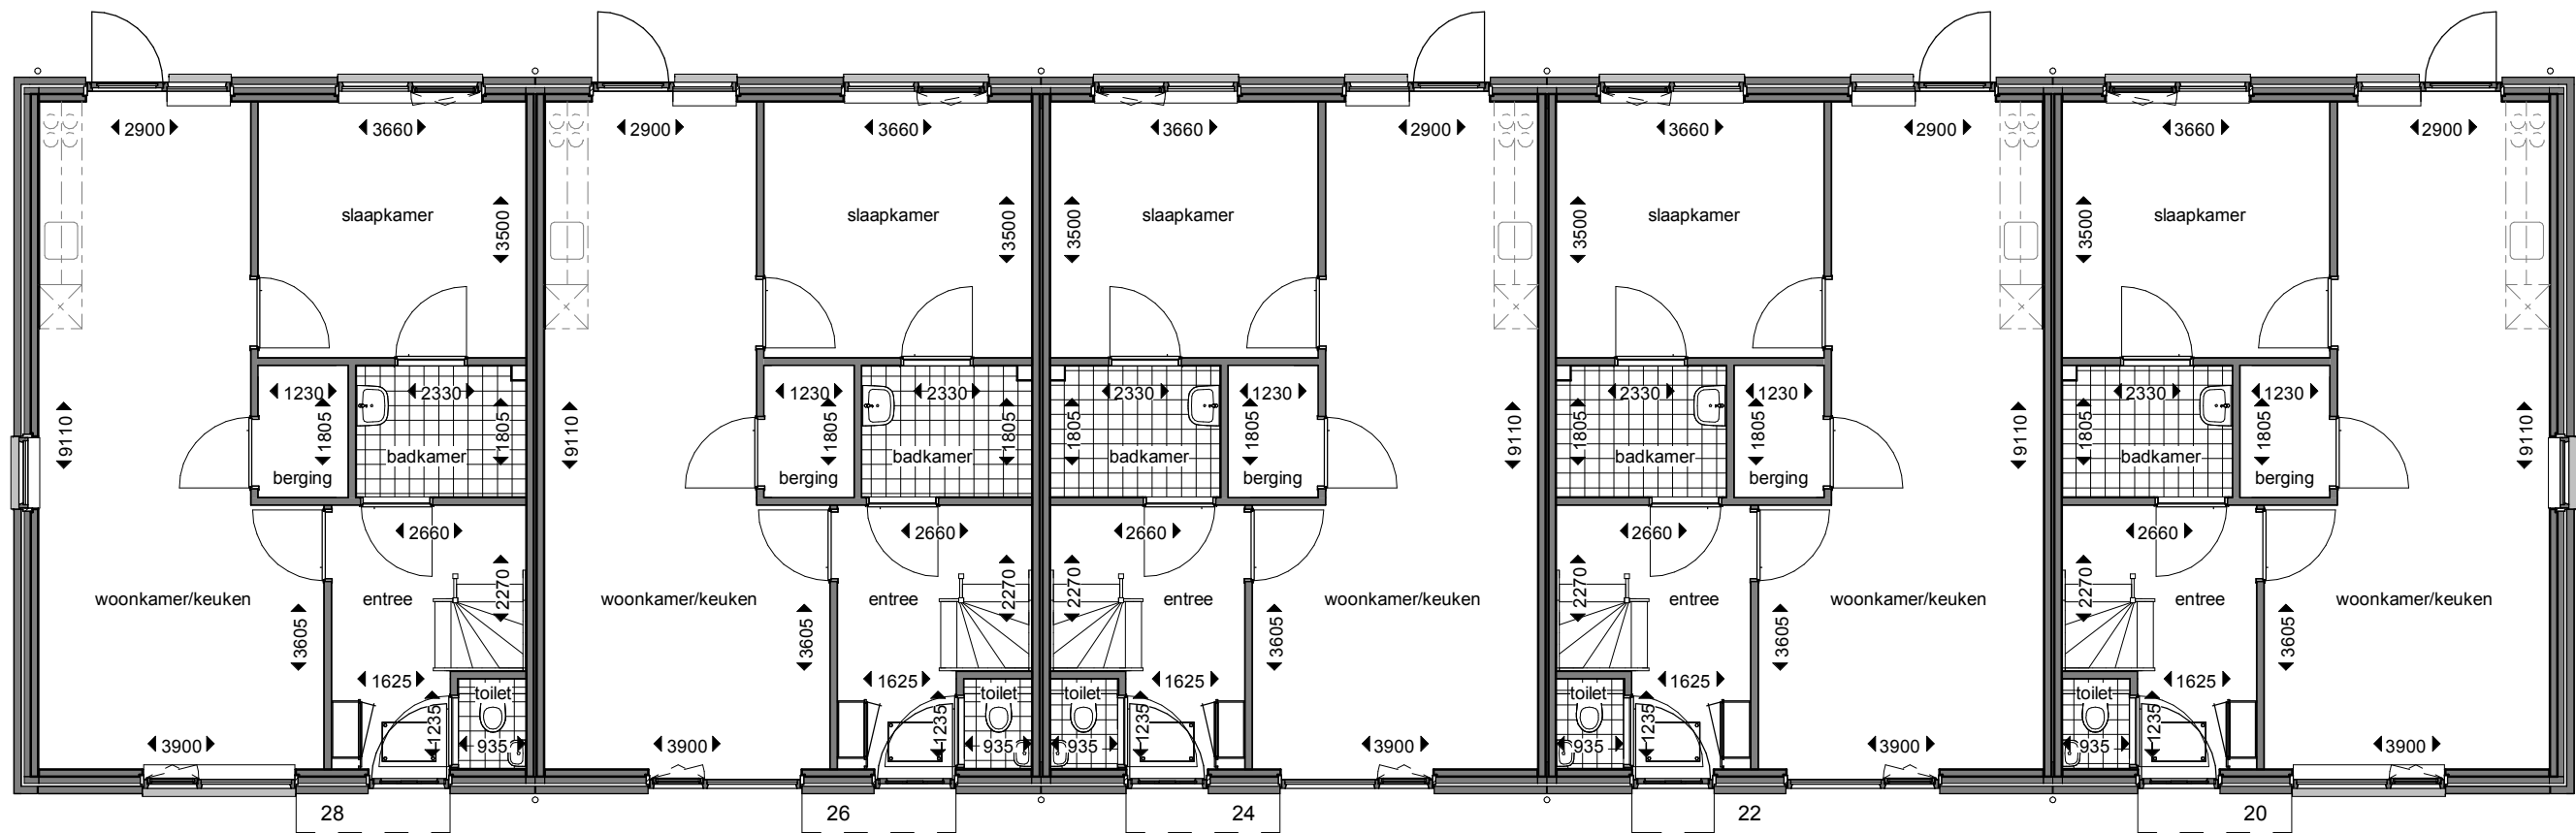 2900 3660 2900 3660 3660 2900 3660 2900 3660 2900
slaapkamer slaapkamer slaapkamer slaapkamer slaapkamer
3500 3500 3500 3500 3500
1230 2330 1230 2330 2330 1230 2330 1230 2330 1230
9110 1805 1805 9110 1805 1805 1805 1805 9110 1805 1805 9110 1805 1805 9110
badkamer badkamer badkamer badkamer badkamer
berging berging berging berging berging
2660 2660 2660 2660 2660
2270 2270 2270 2270 2270
woonkamer/keuken entree woonkamer/keuken entree entree woonkamer/keuken entree woonkamer/keuken entree woonkamer/keuken
3605 3605 3605 3605 3605
1625 1625 1625 1625 1625
toilet toilet toilet toilet toilet
1235 1235 1235 1235 1235
3900 935 3900 935 935 3900 935 3900 935 3900
28 26 24 22 20